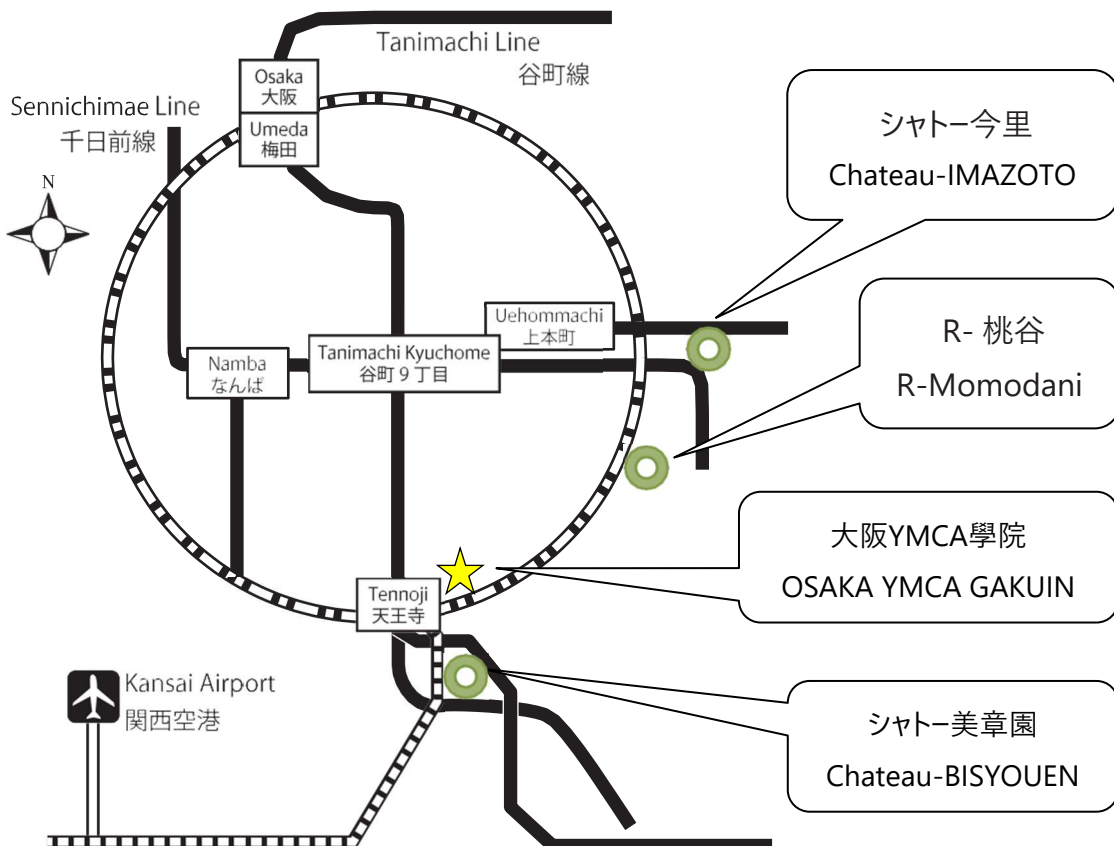 Tanimachi Line
谷町線
Osaka
大阪
Umeda
梅田
Sennichimae Line
千日前線
N
シャトー今里
Chateau-IMAZOTO
Uehommachi
上本町
R- 桃谷
R-Momodani
Namba
なんば
Tanimachi Kyuchome
谷町 9 丁目
大阪YMCA學院
OSAKA YMCA GAKUIN
Tennoji
天王寺
Kansai Airport
関西空港
シャトー美章園
Chateau-BISYOUEN